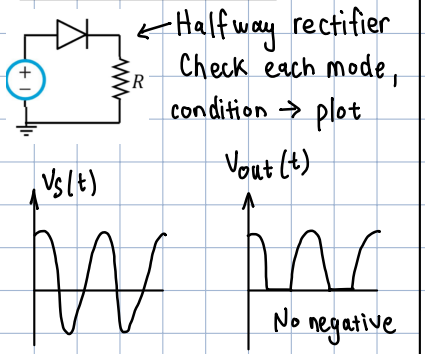 Halfway rectifier
Check each mode,
condition → plot
+
−
R
Vs(t)
Vout(t)
No negative